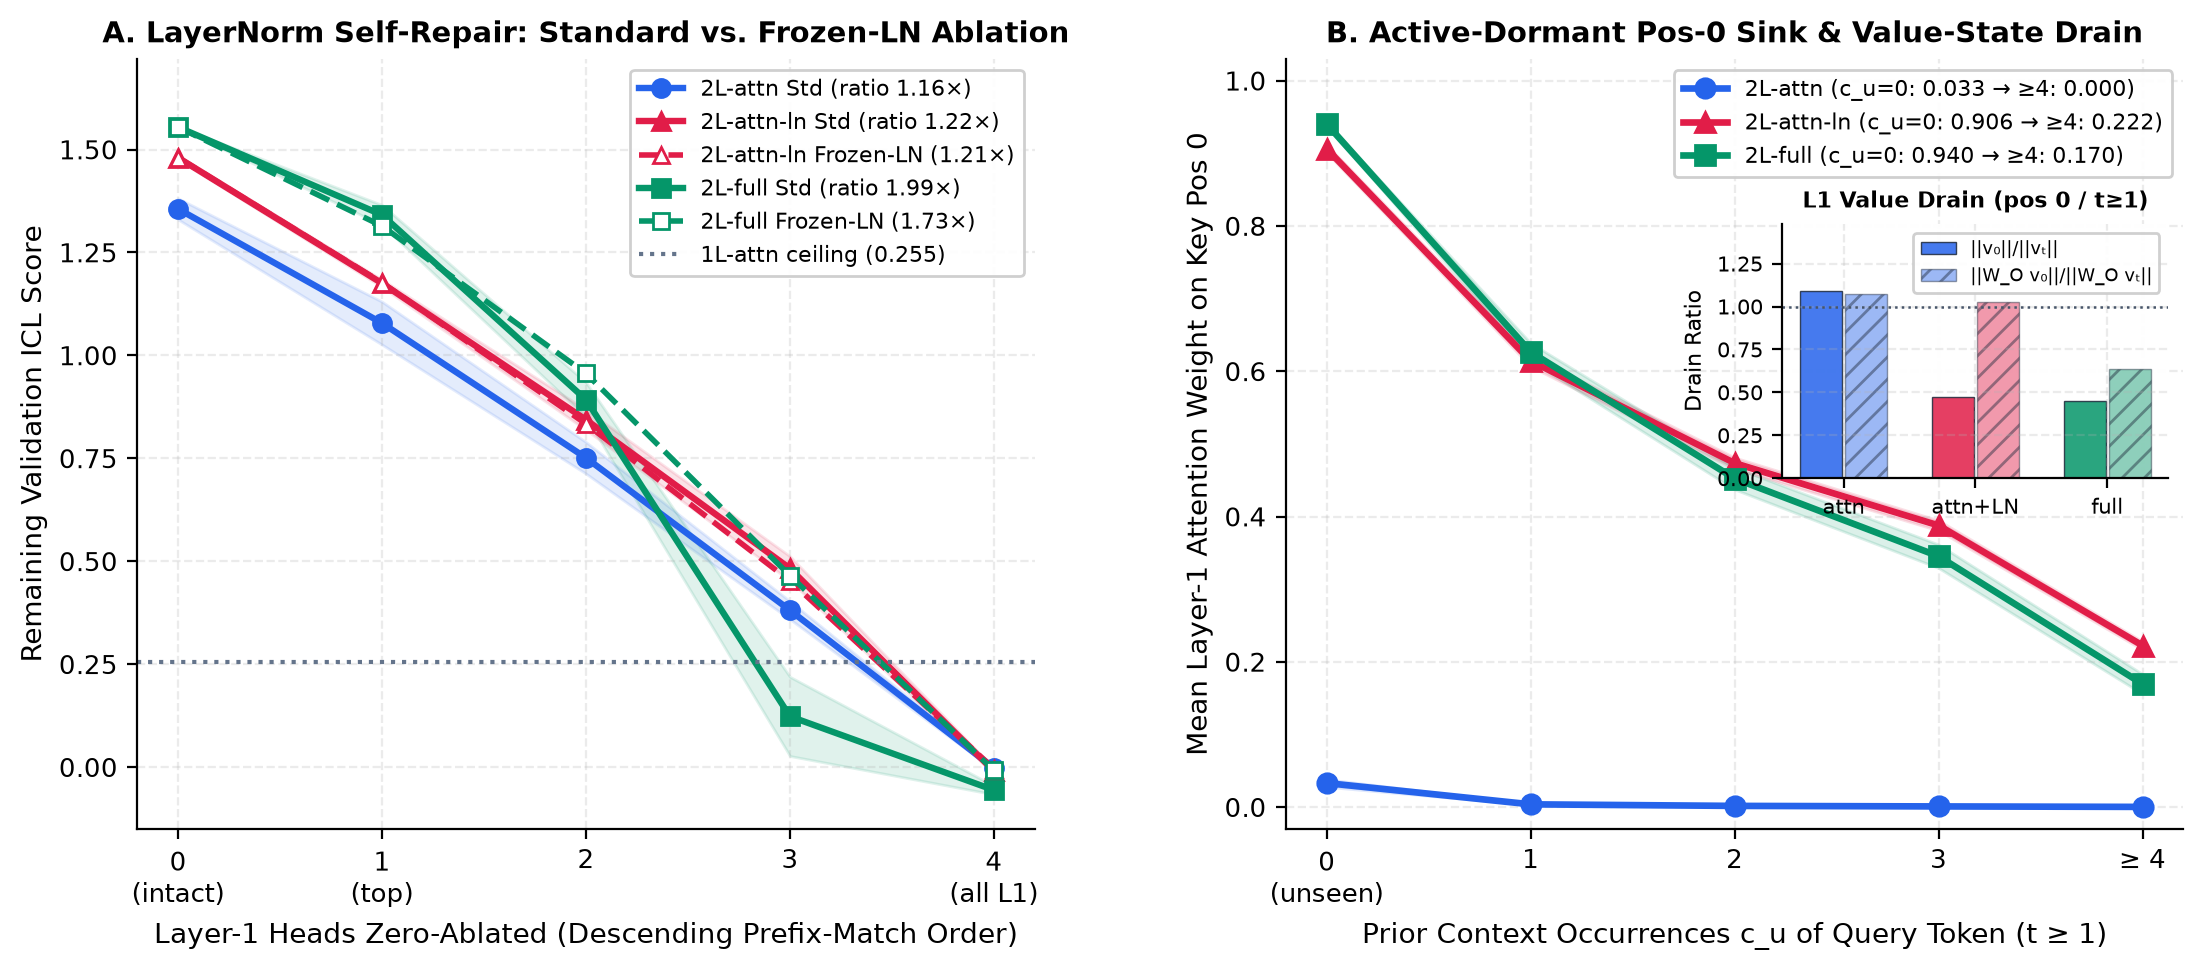 A. LayerNorm Self-Repair: Standard vs. Frozen-LN Ablation
Remaining Validation ICL Score
1.50
1.25
1.00
0.75
0.50
0.25
0.00
2L-attn Std (ratio 1.16×)
2L-attn-ln Std (ratio 1.22×)
2L-attn-ln Frozen-LN (1.21×)
2L-full Std (ratio 1.99×)
2L-full Frozen-LN (1.73×)
1L-attn ceiling (0.255)
0 1 2 3 4
(intact) (top) (all L1)
Layer-1 Heads Zero-Ablated (Descending Prefix-Match Order)
B. Active-Dormant Pos-0 Sink & Value-State Drain
Mean Layer-1 Attention Weight on Key Pos 0
1.0
0.8
0.6
0.4
0.2
0.0
2L-attn (c_u=0: 0.033 → ≥4: 0.000)
2L-attn-ln (c_u=0: 0.906 → ≥4: 0.222)
2L-full (c_u=0: 0.940 → ≥4: 0.170)
L1 Value Drain (pos 0 / t≥1)
Drain Ratio
1.25
1.00
0.75
0.50
0.25
0.00
||v₀||/||vₜ||
||W_O v₀||/||W_O vₜ||
attn attn+LN full
0 1 2 3 ≥ 4
(unseen)
Prior Context Occurrences c_u of Query Token (t ≥ 1)